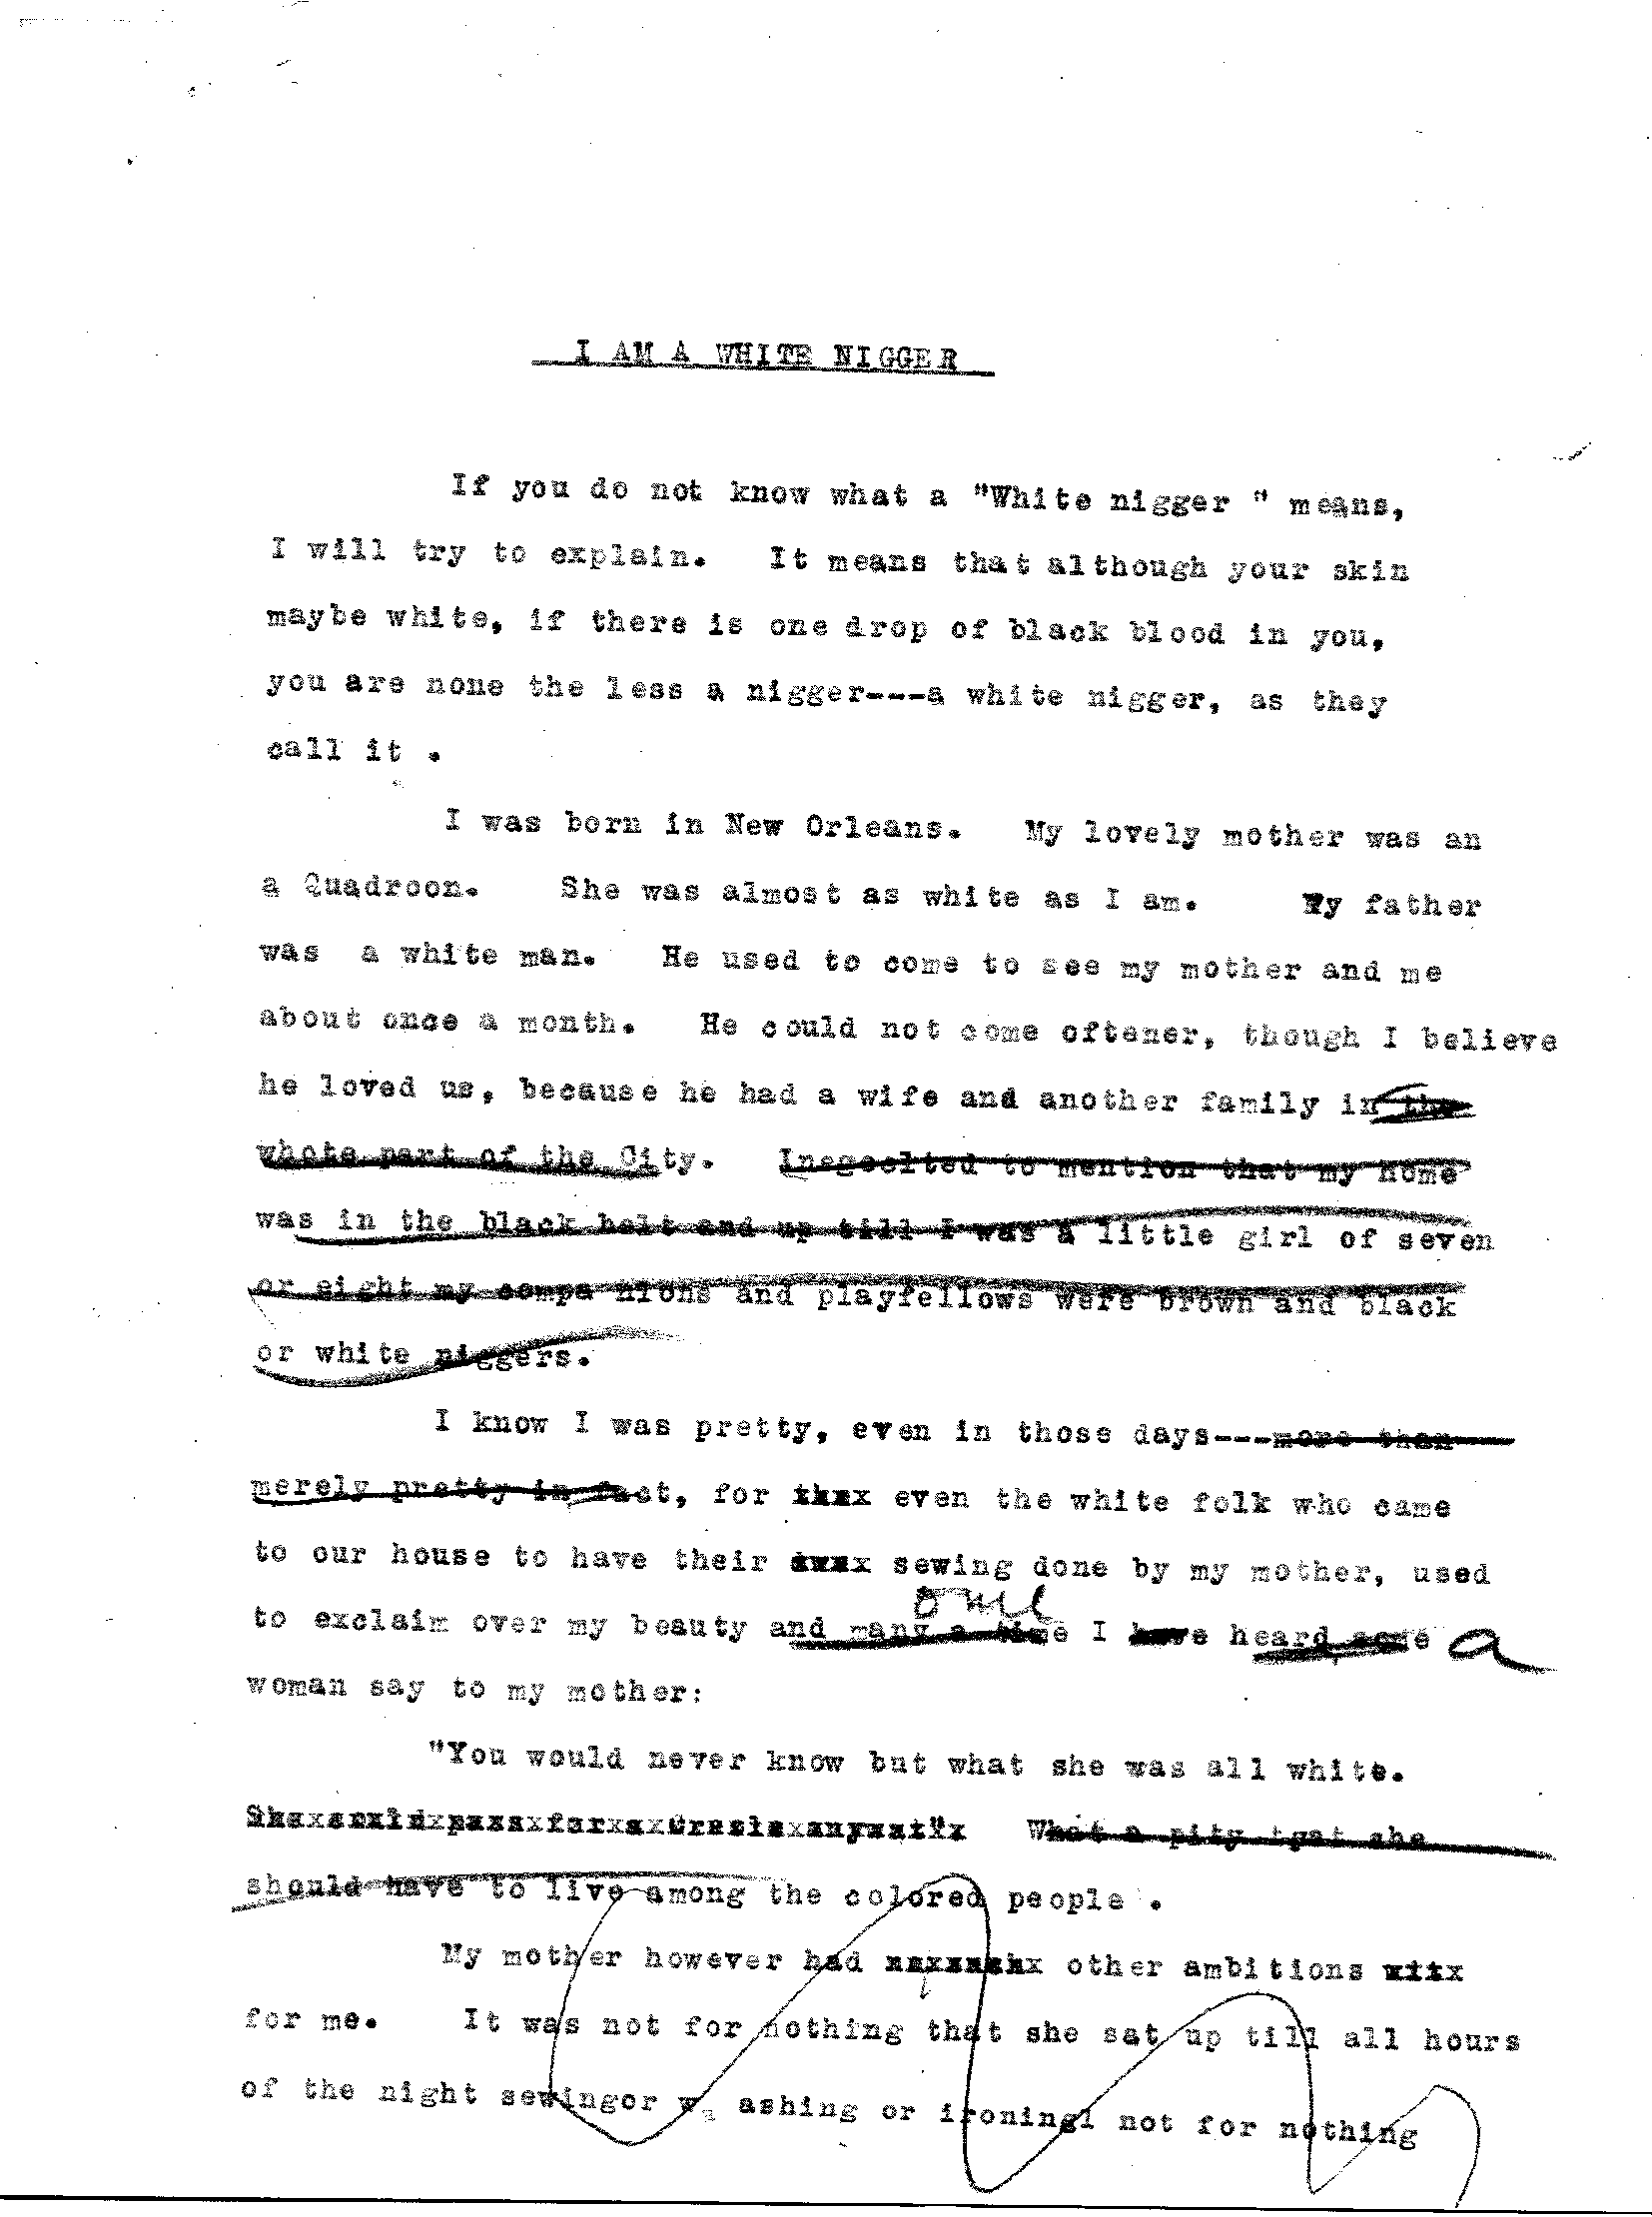 I AM A WHITE NIGGER
If you do not know what a "White nigger " means,
I will try to explain. It means that although your skin
maybe white, if there is one drop of black blood in you,
you are none the less a nigger---a white nigger, as they
call it .
I was born in New Orleans. My lovely mother was an
a Quadroon. She was almost as white as I am. My father
was a white man. He used to come to see my mother and me
about once a month. He could not come oftener, though I believe
he loved us, because he had a wife and another family in the
whote part of the City. to mention that my home
was in the black belt and up till I was a little girl of seven
or eight my compa nions and playfellows were brown and black
or white niggers.
I know I was pretty, even in those days---more than
merely pretty in fact, for even the white folk who came
to our house to have their sewing done by my mother, used
ome
to exclaim over my beauty and many a time I have heard some a
woman say to my mother:
"You would never know but what she was all white.
What a pity tyat she
should have to live among the colored people .
My mother however had other ambitions
for me. It was not for nothing that she sat up till all hours
of the night sewingor wa ashing or ironing1 not for nothing